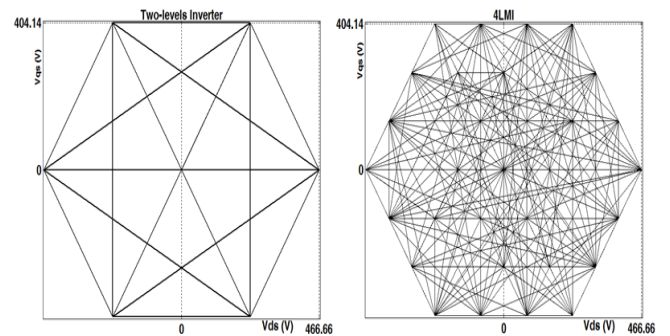 Two-levels Inverter
404.14
Vqs (V)
0
0
Vds (V)
466.66
4LMI
404.14
Vqs (V)
0
0
Vds (V)
466.66